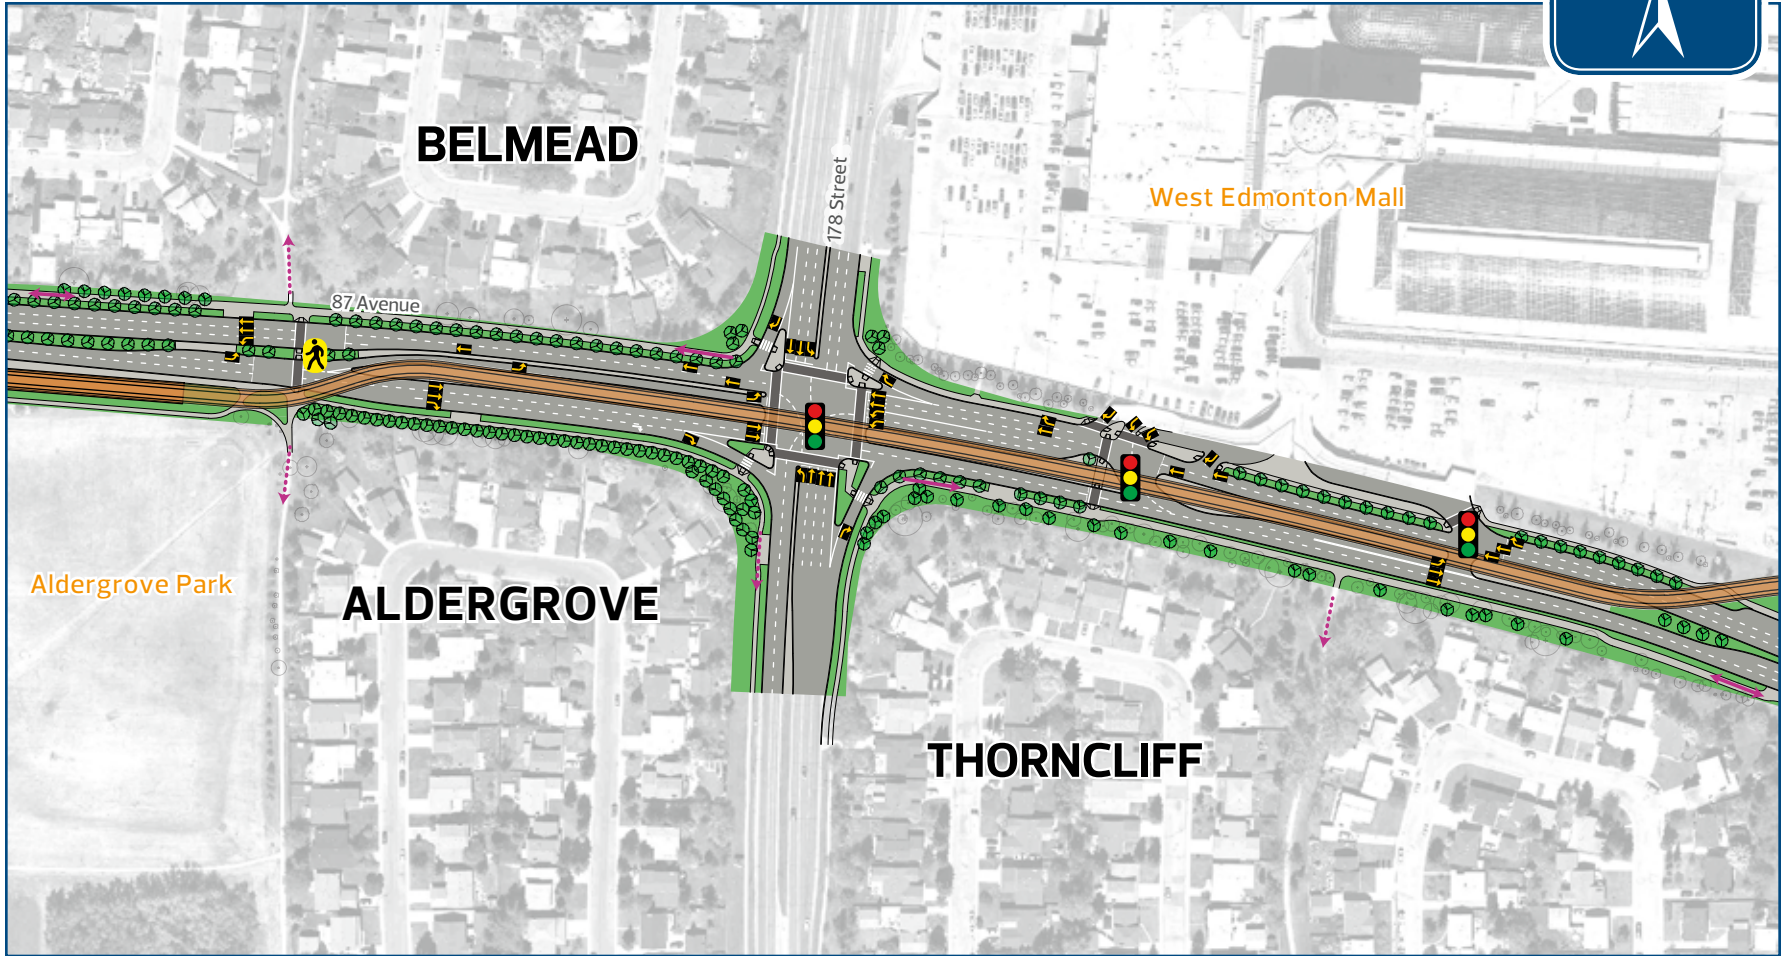 BELMEAD
178 Street
West Edmonton Mall
87 Avenue
Aldergrove Park
ALDERGROVE
THORNCLIFF